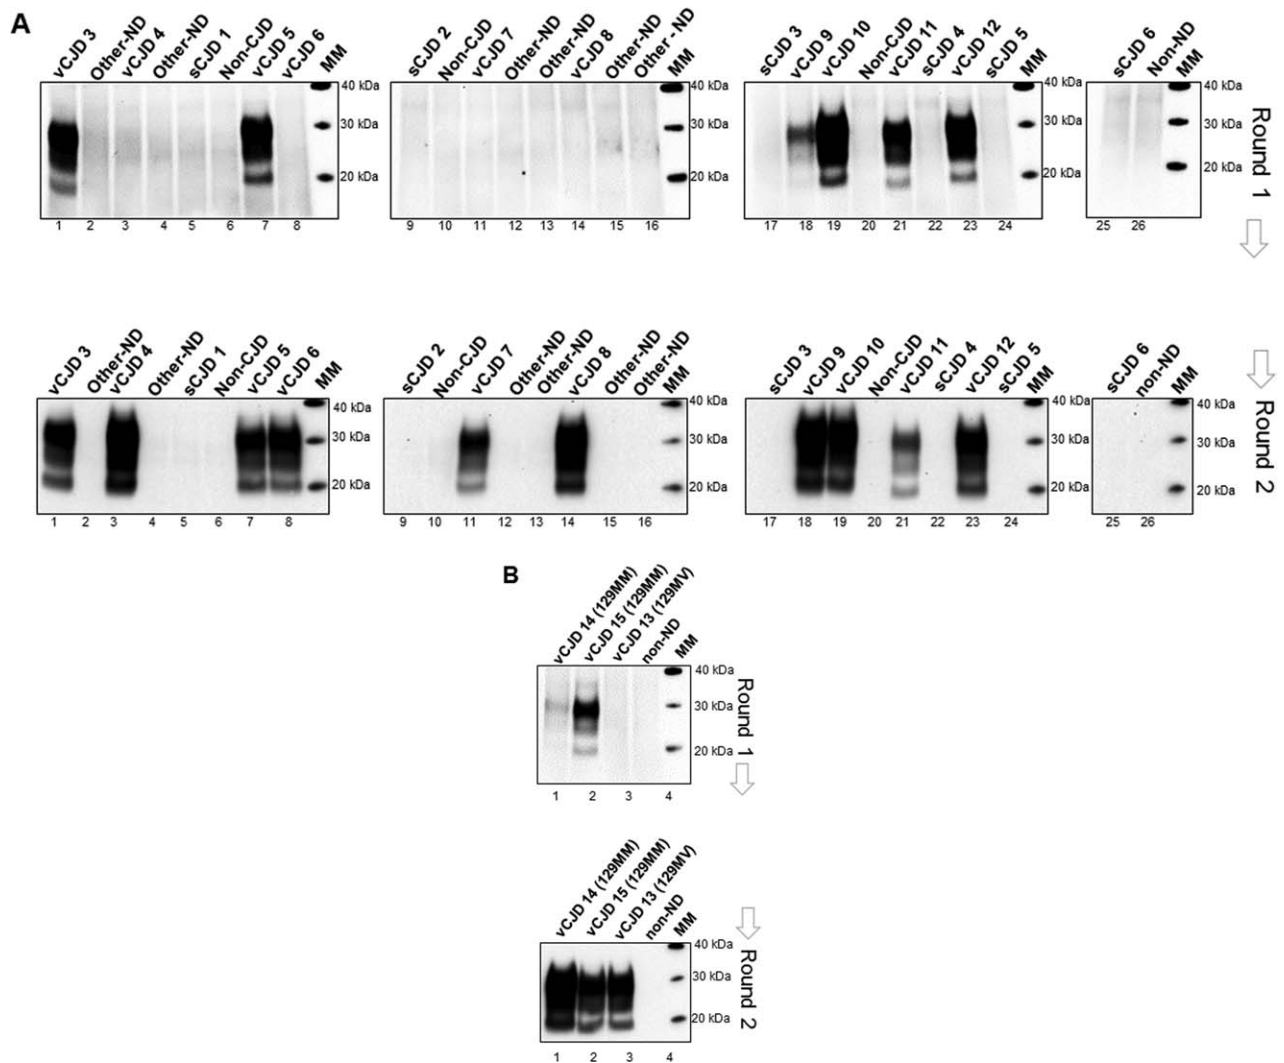 A
vCJD 3 Other-ND vCJD 4 Other-ND sCJD 1 Non-CJD vCJD 5 vCJD 6 MM
40 kDa
30 kDa
20 kDa
1 2 3 4 5 6 7 8
sCJD 2 Non-CJD vCJD 7 Other-ND Other-ND vCJD 8 Other-ND Other - ND MM
40 kDa
30 kDa
20 kDa
9 10 11 12 13 14 15 16
sCJD 3 vCJD 9 vCJD 10 Non-CJD vCJD 11 sCJD 4 vCJD 12 sCJD 5 MM
40 kDa
30 kDa
20 kDa
17 18 19 20 21 22 23 24
sCJD 6 Non-ND MM
40 kDa
30 kDa
20 kDa
25 26
Round 1
vCJD 3 Other-ND vCJD 4 Other-ND sCJD 1 Non-CJD vCJD 5 vCJD 6 MM
40 kDa
30 kDa
20 kDa
1 2 3 4 5 6 7 8
sCJD 2 Non-CJD vCJD 7 Other-ND Other-ND vCJD 8 Other-ND Other-ND MM
40 kDa
30 kDa
20 kDa
9 10 11 12 13 14 15 16
sCJD 3 vCJD 9 vCJD 10 Non-CJD vCJD 11 sCJD 4 vCJD 12 sCJD 5 MM
40 kDa
30 kDa
20 kDa
17 18 19 20 21 22 23 24
sCJD 6 non-ND MM
40 kDa
30 kDa
20 kDa
25 26
Round 2
B
vCJD 14 (129MM) vCJD 15 (129MM) vCJD 13 (129MV) non-ND MM
40 kDa
30 kDa
20 kDa
1 2 3 4
Round 1
vCJD 14 (129MM) vCJD 15 (129MM) vCJD 13 (129MV) non-ND MM
40 kDa
30 kDa
20 kDa
1 2 3 4
Round 2